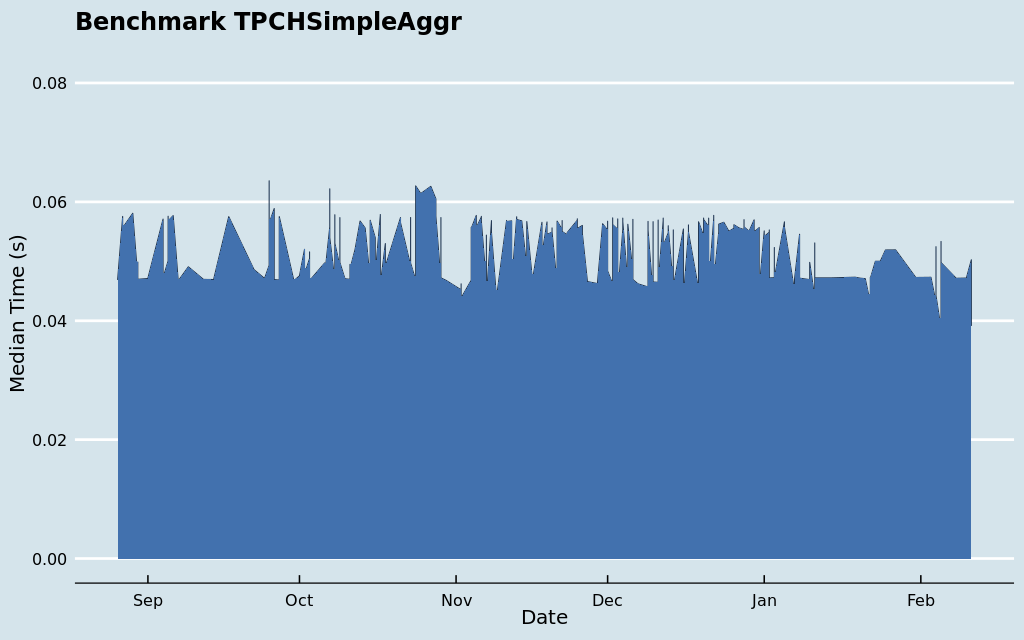 Benchmark TPCHSimpleAggr
Median Time (s)
0.08
0.06
0.04
0.02
0.00
Sep
Oct
Nov
Dec
Jan
Feb
Date